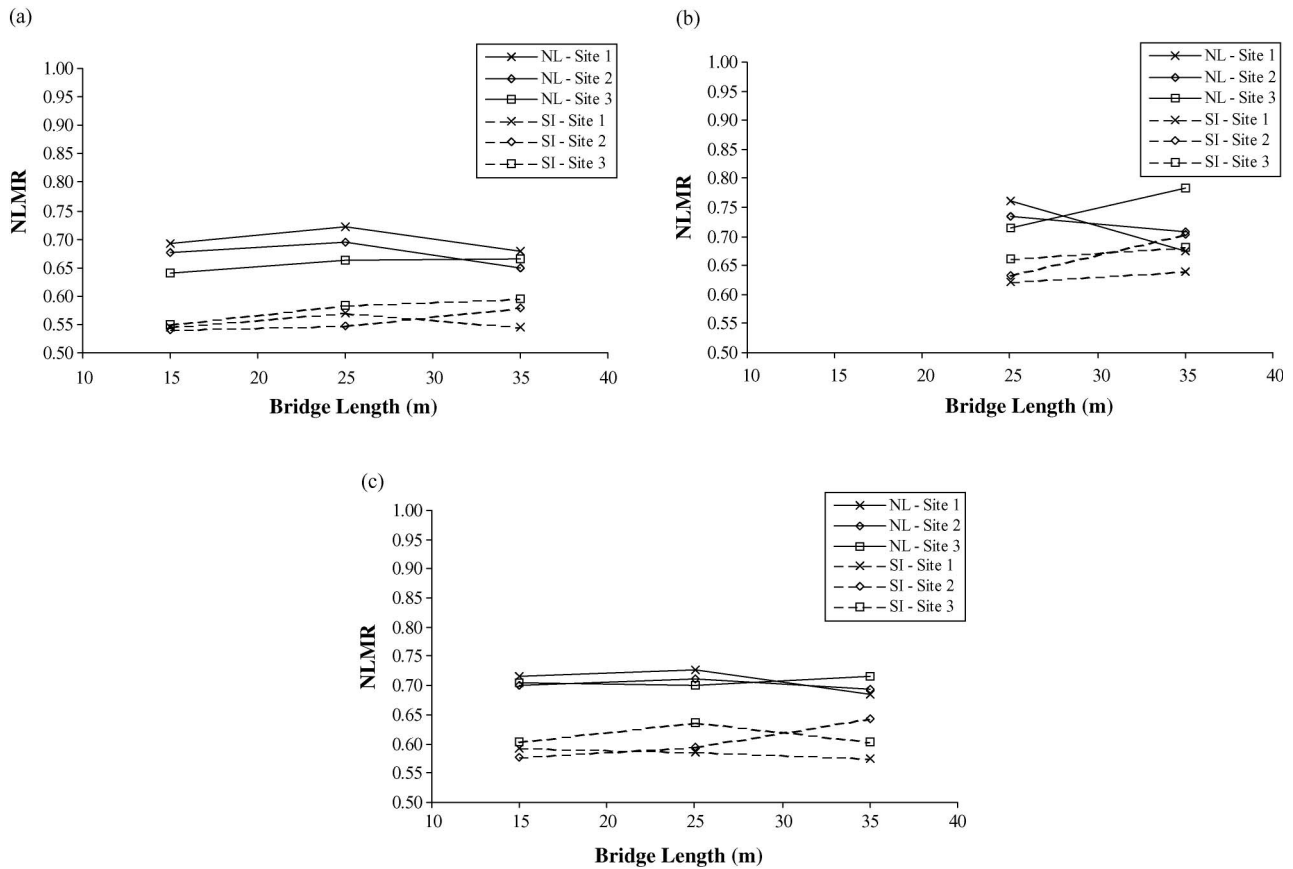 (a)
NL - Site 1
NL - Site 2
NL - Site 3
SI - Site 1
SI - Site 2
SI - Site 3
1.00
0.95
0.90
0.85
0.80
0.75
0.70
0.65
0.60
0.55
0.50
NLMR
10 15 20 25 30 35 40
Bridge Length (m)
(b)
NL - Site 1
NL - Site 2
NL - Site 3
SI - Site 1
SI - Site 2
SI - Site 3
1.00
0.95
0.90
0.85
0.80
0.75
0.70
0.65
0.60
0.55
0.50
NLMR
10 15 20 25 30 35 40
Bridge Length (m)
(c)
NL - Site 1
NL - Site 2
NL - Site 3
SI - Site 1
SI - Site 2
SI - Site 3
1.00
0.95
0.90
0.85
0.80
0.75
0.70
0.65
0.60
0.55
0.50
NLMR
10 15 20 25 30 35 40
Bridge Length (m)